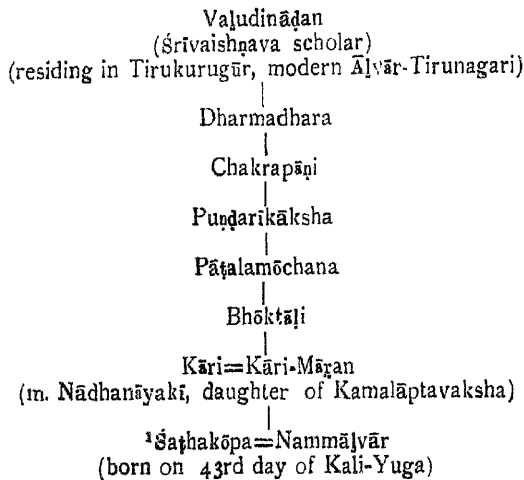 Vaḷudināḍan
(Śrīvaishṇava scholar)
(residing in Tirukurugūr, modern Āḷvār-Tirunagari)
Dharmadhara
Chakrapāṇi
Puṇḍarikāksha
Pāṭalamōchana
Bhōktāḷi
Kāri=Kāri-Māṟan
(m. Nādhanāyakī, daughter of Kamalāptavaksha)
¹Śaṭhakōpa=Nammāḷvār
(born on 43rd day of Kali-Yuga)